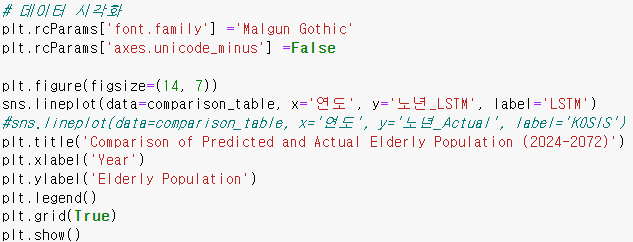 # 데이터 시각화
plt.rcParams['font.family'] ='Malgun Gothic'
plt.rcParams['axes.unicode_minus'] =False
plt.figure(figsize=(14, 7))
sns.lineplot(data=comparison_table, x='연도', y='노년_LSTM', label='LSTM')
#sns.lineplot(data=comparison_table, x='연도', y='노년_Actual', label='KOSIS')
plt.title('Comparison of Predicted and Actual Elderly Population (2024-2072)')
plt.xlabel('Year')
plt.ylabel('Elderly Population')
plt.legend()
plt.grid(True)
plt.show()